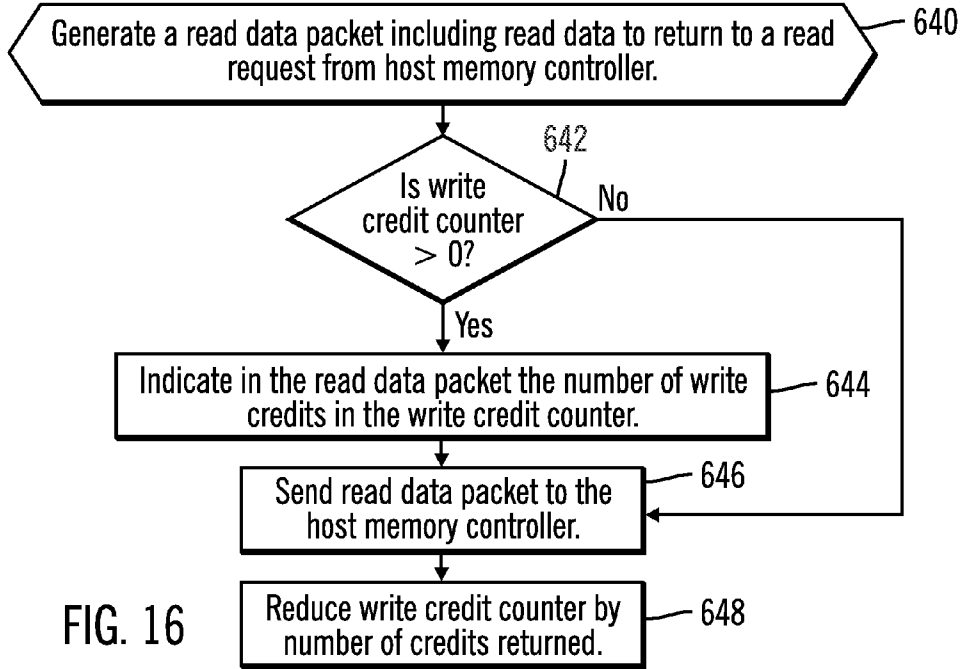 Generate a read data packet including read data to return to a read
request from host memory controller.
640
642
Is write
credit counter
> 0?
No
Yes
Indicate in the read data packet the number of write
credits in the write credit counter.
644
Send read data packet to the
host memory controller.
646
Reduce write credit counter by
number of credits returned.
648
FIG. 16